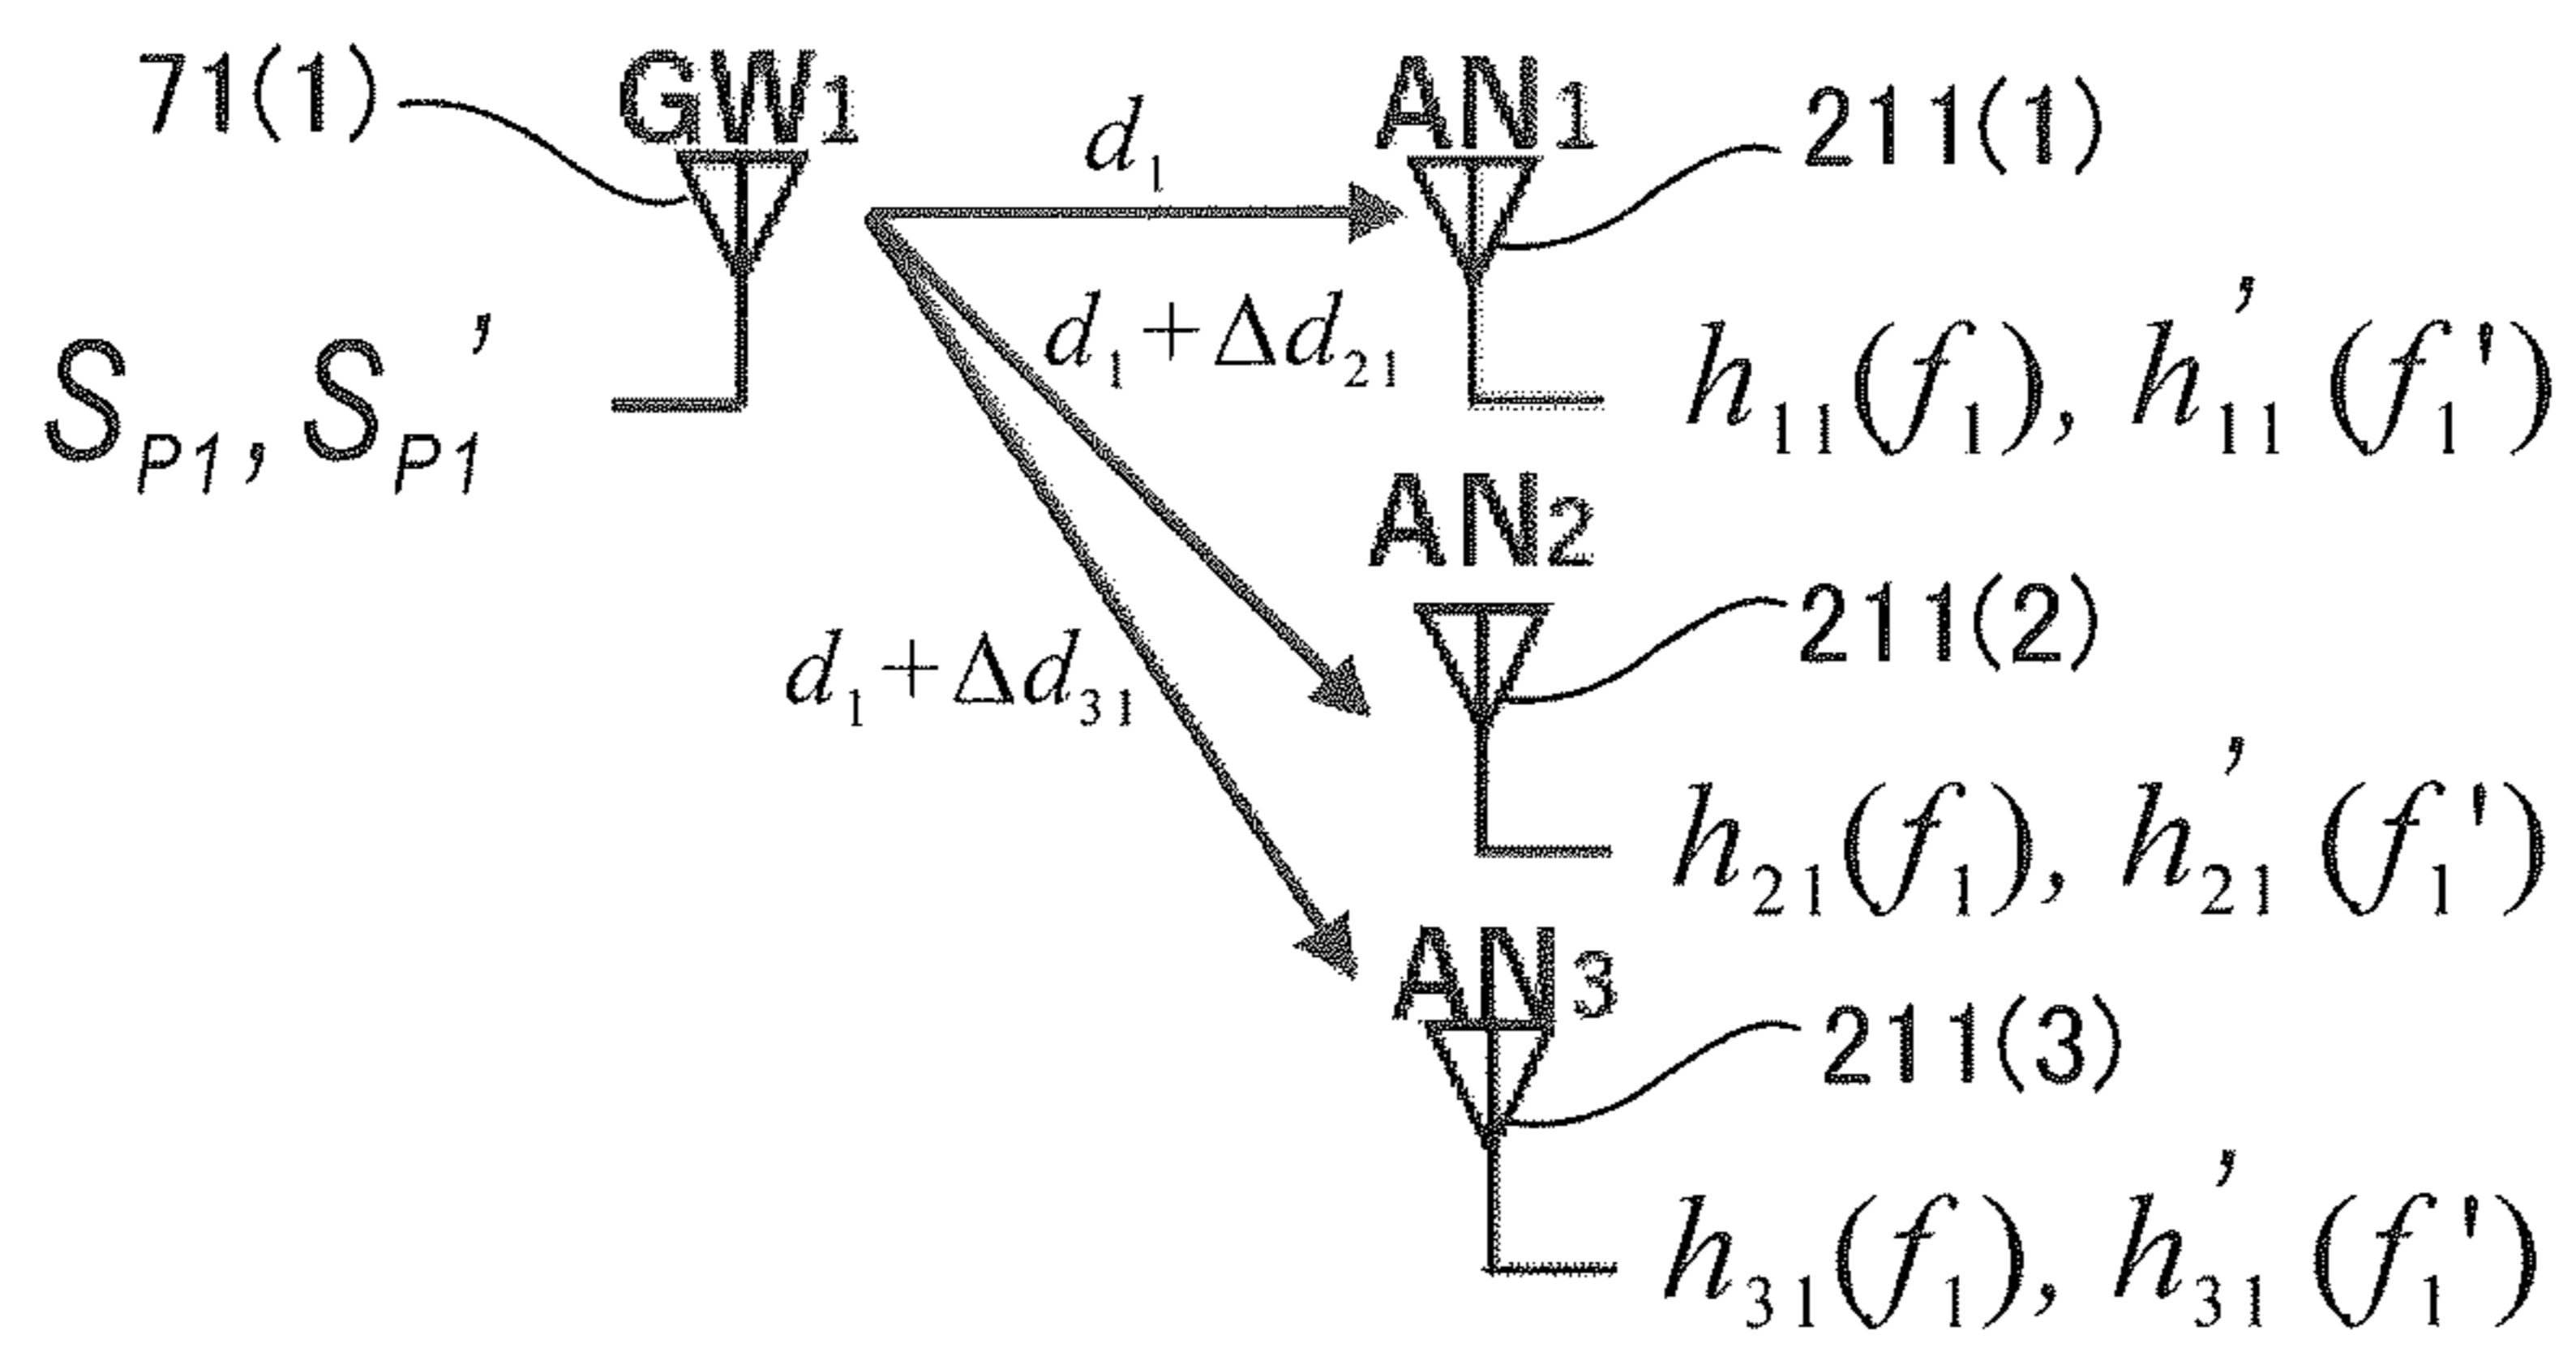 71(1) GW1 d1 AN1 211(1)
SP1, SP1' d1+Δd21 h11(f1), h'11(f1')
AN2 211(2)
d1+Δd31
h21(f1), h'21(f1')
AN3 211(3)
h31(f1), h'31(f1')